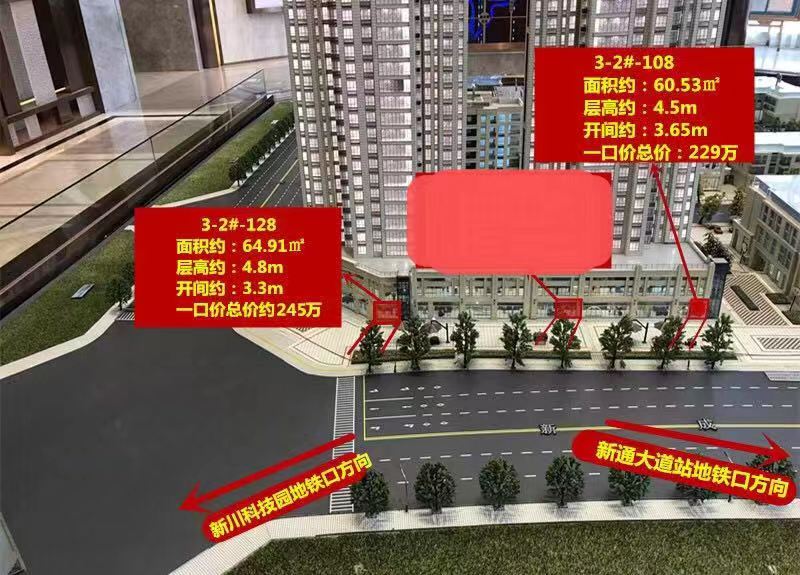 3-2#-108
面积约：60.53㎡
层高约：4.5m
开间约：3.65m
一口价总价：229万
3-2#-128
面积约：64.91㎡
层高约：4.8m
开间约：3.3m
一口价总价约245万
新成
新川科技园地铁口方向
新通大道站地铁口方向